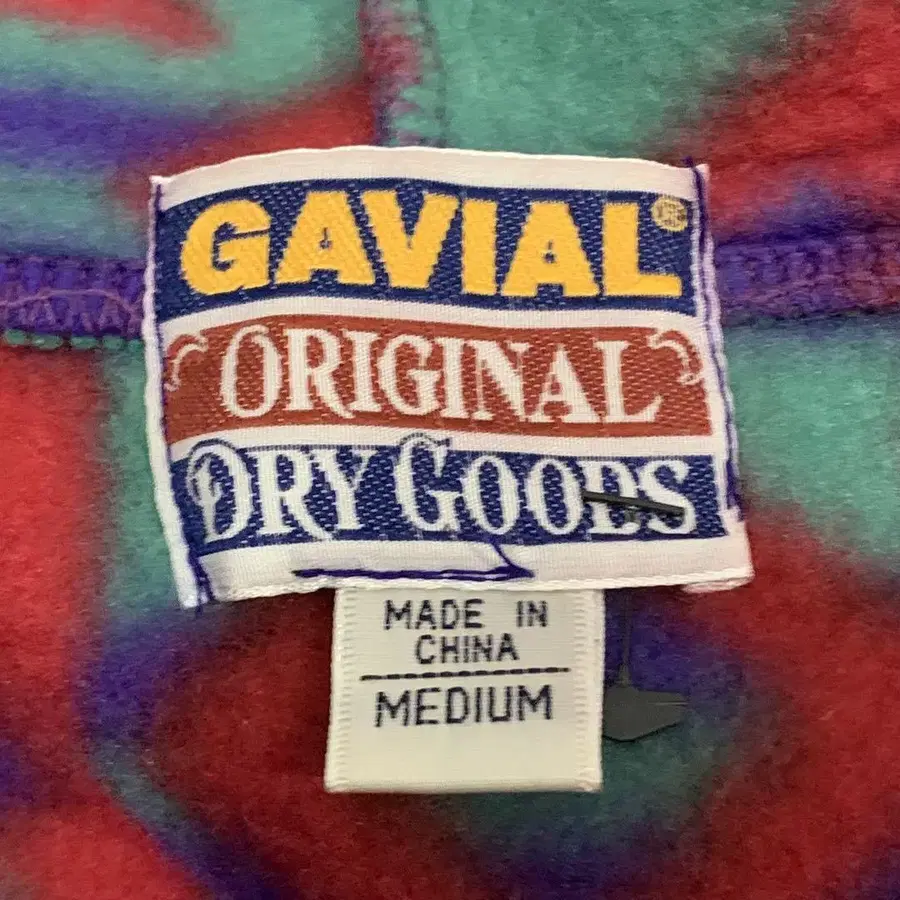 GAVIAL®
ORIGINAL
DRY GOODS
MADE IN
CHINA
MEDIUM